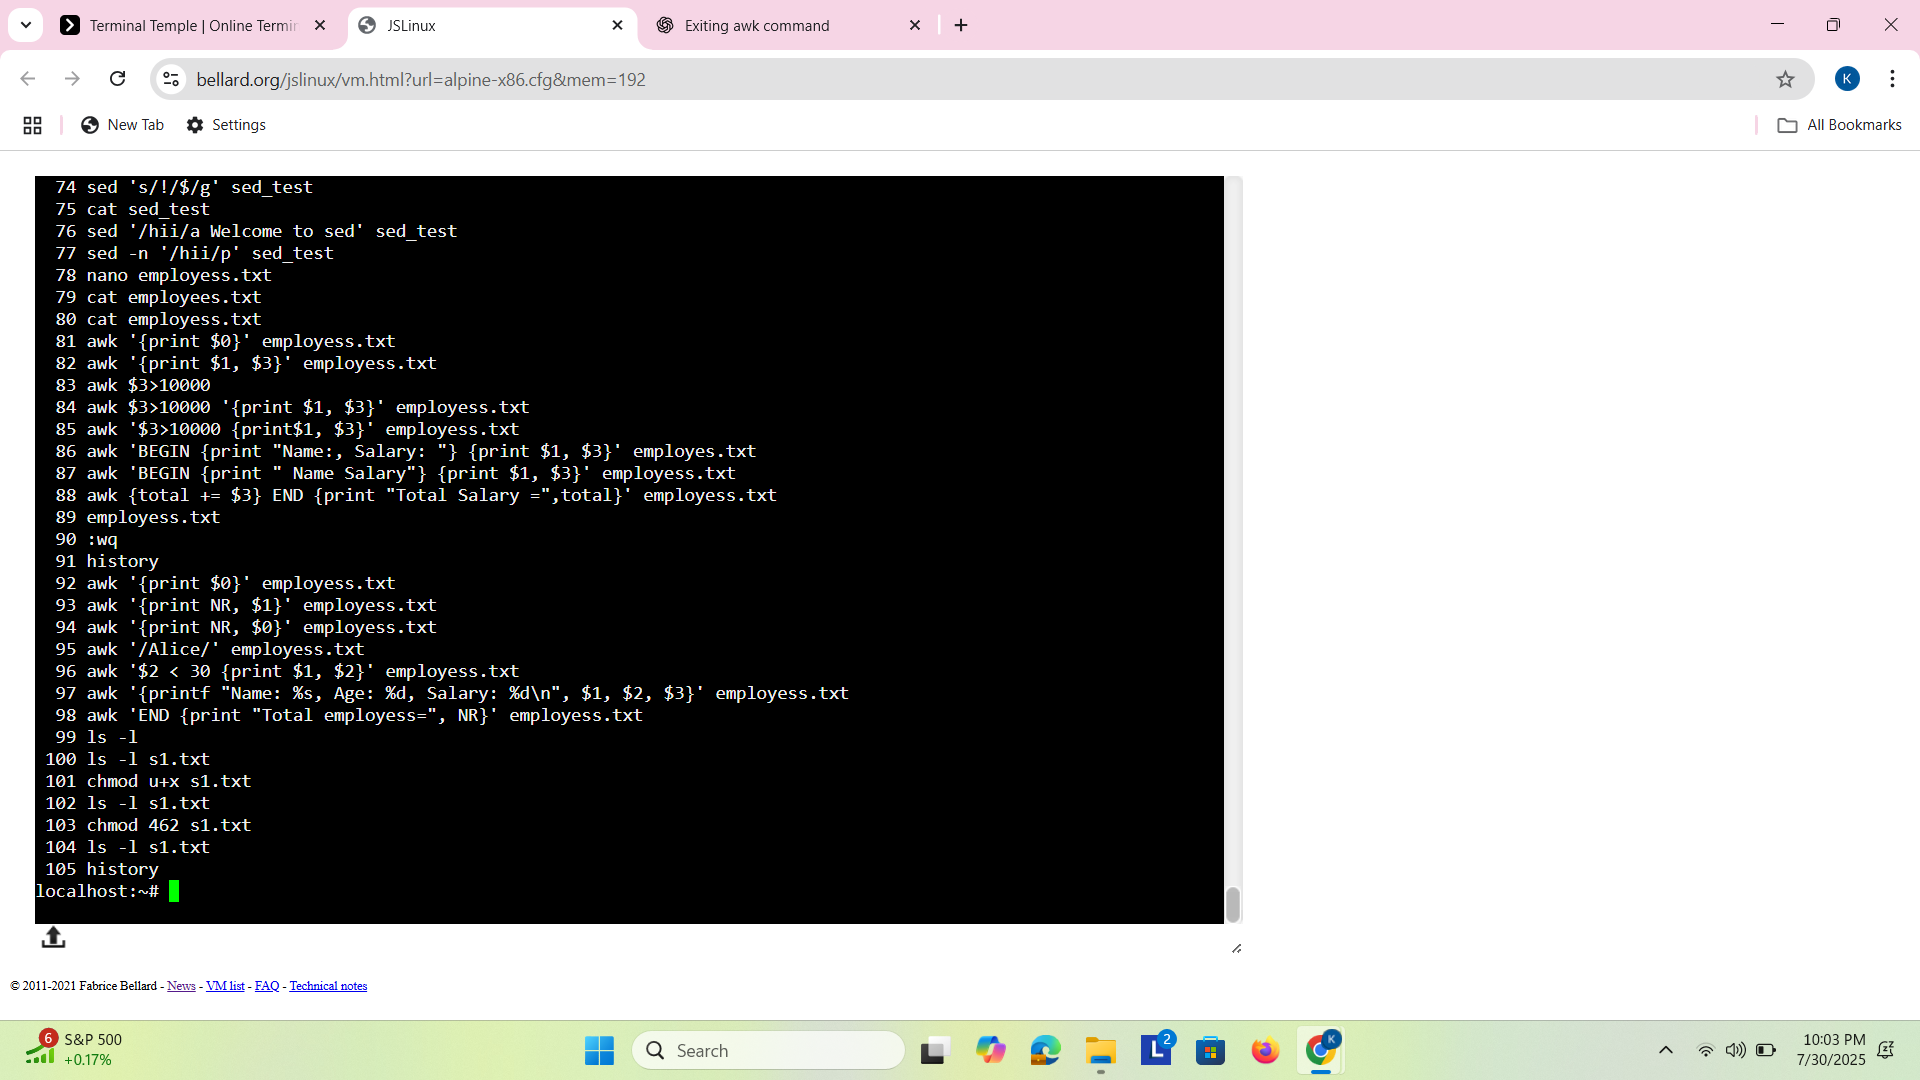 Terminal Temple | Online Termin
JSLinux
Exiting awk command
bellard.org/jslinux/vm.html?url=alpine-x86.cfg&mem=192
K
New Tab
Settings
All Bookmarks
74 sed 's/!/$/g' sed_test
75 cat sed_test
76 sed '/hii/a Welcome to sed' sed_test
77 sed -n '/hii/p' sed_test
78 nano employess.txt
79 cat employees.txt
80 cat employess.txt
81 awk '{print $0}' employess.txt
82 awk '{print $1, $3}' employess.txt
83 awk $3>10000
84 awk $3>10000 '{print $1, $3}' employess.txt
85 awk '$3>10000 {print$1, $3}' employess.txt
86 awk 'BEGIN {print "Name:, Salary: "} {print $1, $3}' employes.txt
87 awk 'BEGIN {print " Name Salary"} {print $1, $3}' employess.txt
88 awk {total += $3} END {print "Total Salary =",total}' employess.txt
89 employess.txt
90 :wq
91 history
92 awk '{print $0}' employess.txt
93 awk '{print NR, $1}' employess.txt
94 awk '{print NR, $0}' employess.txt
95 awk '/Alice/' employess.txt
96 awk '$2 < 30 {print $1, $2}' employess.txt
97 awk '{printf "Name: %s, Age: %d, Salary: %d\n", $1, $2, $3}' employess.txt
98 awk 'END {print "Total employess=", NR}' employess.txt
99 ls -l
100 ls -l s1.txt
101 chmod u+x s1.txt
102 ls -l s1.txt
103 chmod 462 s1.txt
104 ls -l s1.txt
105 history
localhost:~#
© 2011-2021 Fabrice Bellard - News - VM list - FAQ - Technical notes
6
S&P 500
+0.17%
Search
L
2
K
10:03 PM
7/30/2025